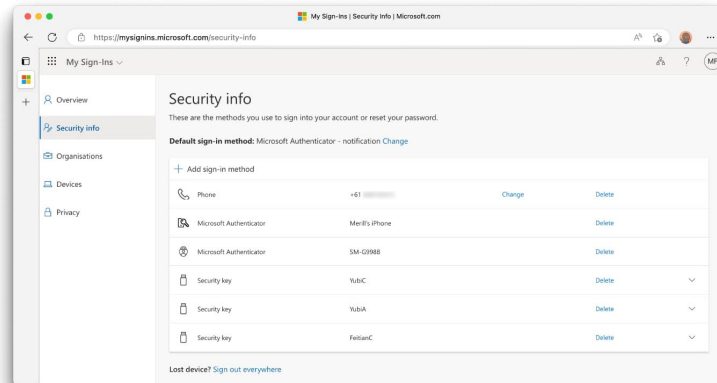 My Sign-Ins | Security Info | Microsoft.com
https://mysignins.microsoft.com/security-info
My Sign-Ins
?
MF
Overview
Security info
Organisations
Devices
Privacy
Security info
These are the methods you use to sign into your account or reset your password.
Default sign-in method: Microsoft Authenticator - notification Change
+ Add sign-in method
Phone +61 Change Delete
Microsoft Authenticator Merill's iPhone Delete
Microsoft Authenticator SM-G998B Delete
Security key YubiC Delete
Security key YubiA Delete
Security key FeitianC Delete
Lost device? Sign out everywhere